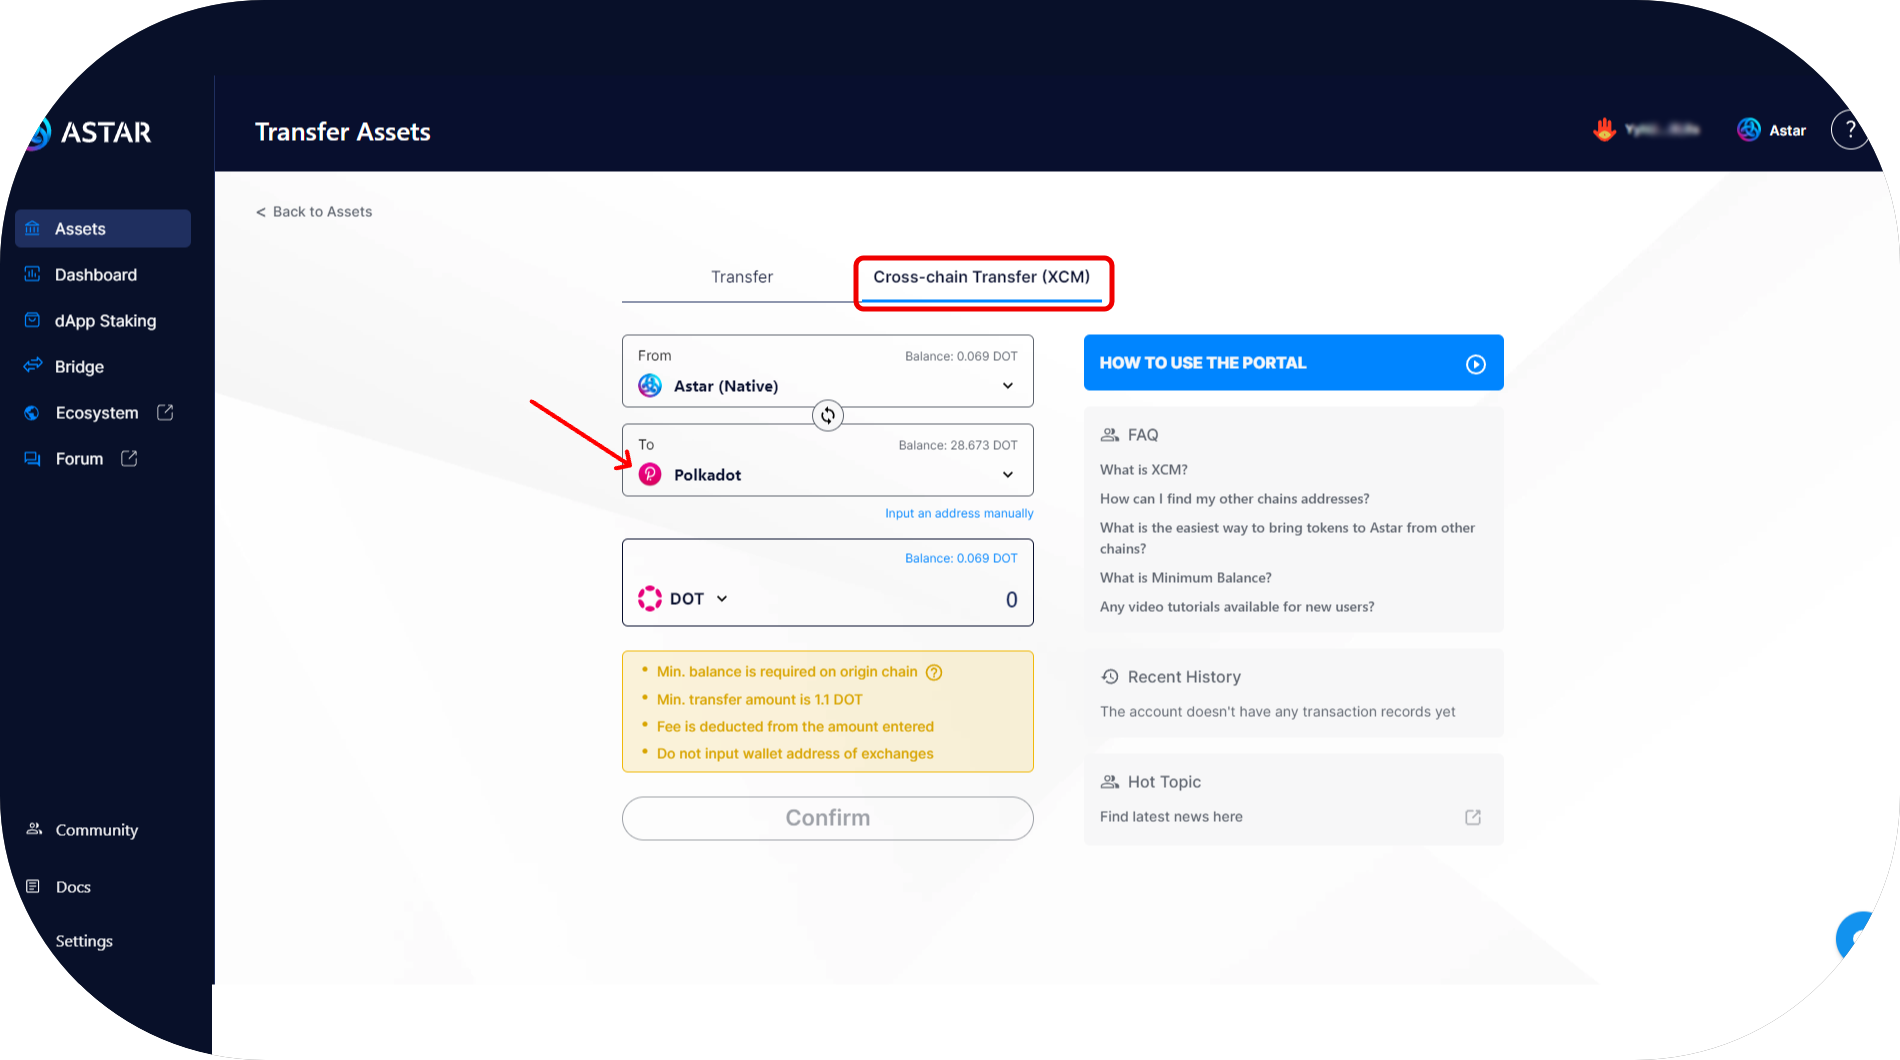 ASTAR
Transfer Assets
Astar
?
Assets
Dashboard
dApp Staking
Bridge
Ecosystem
Forum
Community
Docs
Settings
< Back to Assets
Transfer
Cross-chain Transfer (XCM)
From
Balance: 0.069 DOT
Astar (Native)
To
Balance: 28.673 DOT
Polkadot
Input an address manually
Balance: 0.069 DOT
DOT
0
• Min. balance is required on origin chain ?
• Min. transfer amount is 1.1 DOT
• Fee is deducted from the amount entered
• Do not input wallet address of exchanges
Confirm
HOW TO USE THE PORTAL
FAQ
What is XCM?
How can I find my other chains addresses?
What is the easiest way to bring tokens to Astar from other
chains?
What is Minimum Balance?
Any video tutorials available for new users?
Recent History
The account doesn't have any transaction records yet
Hot Topic
Find latest news here